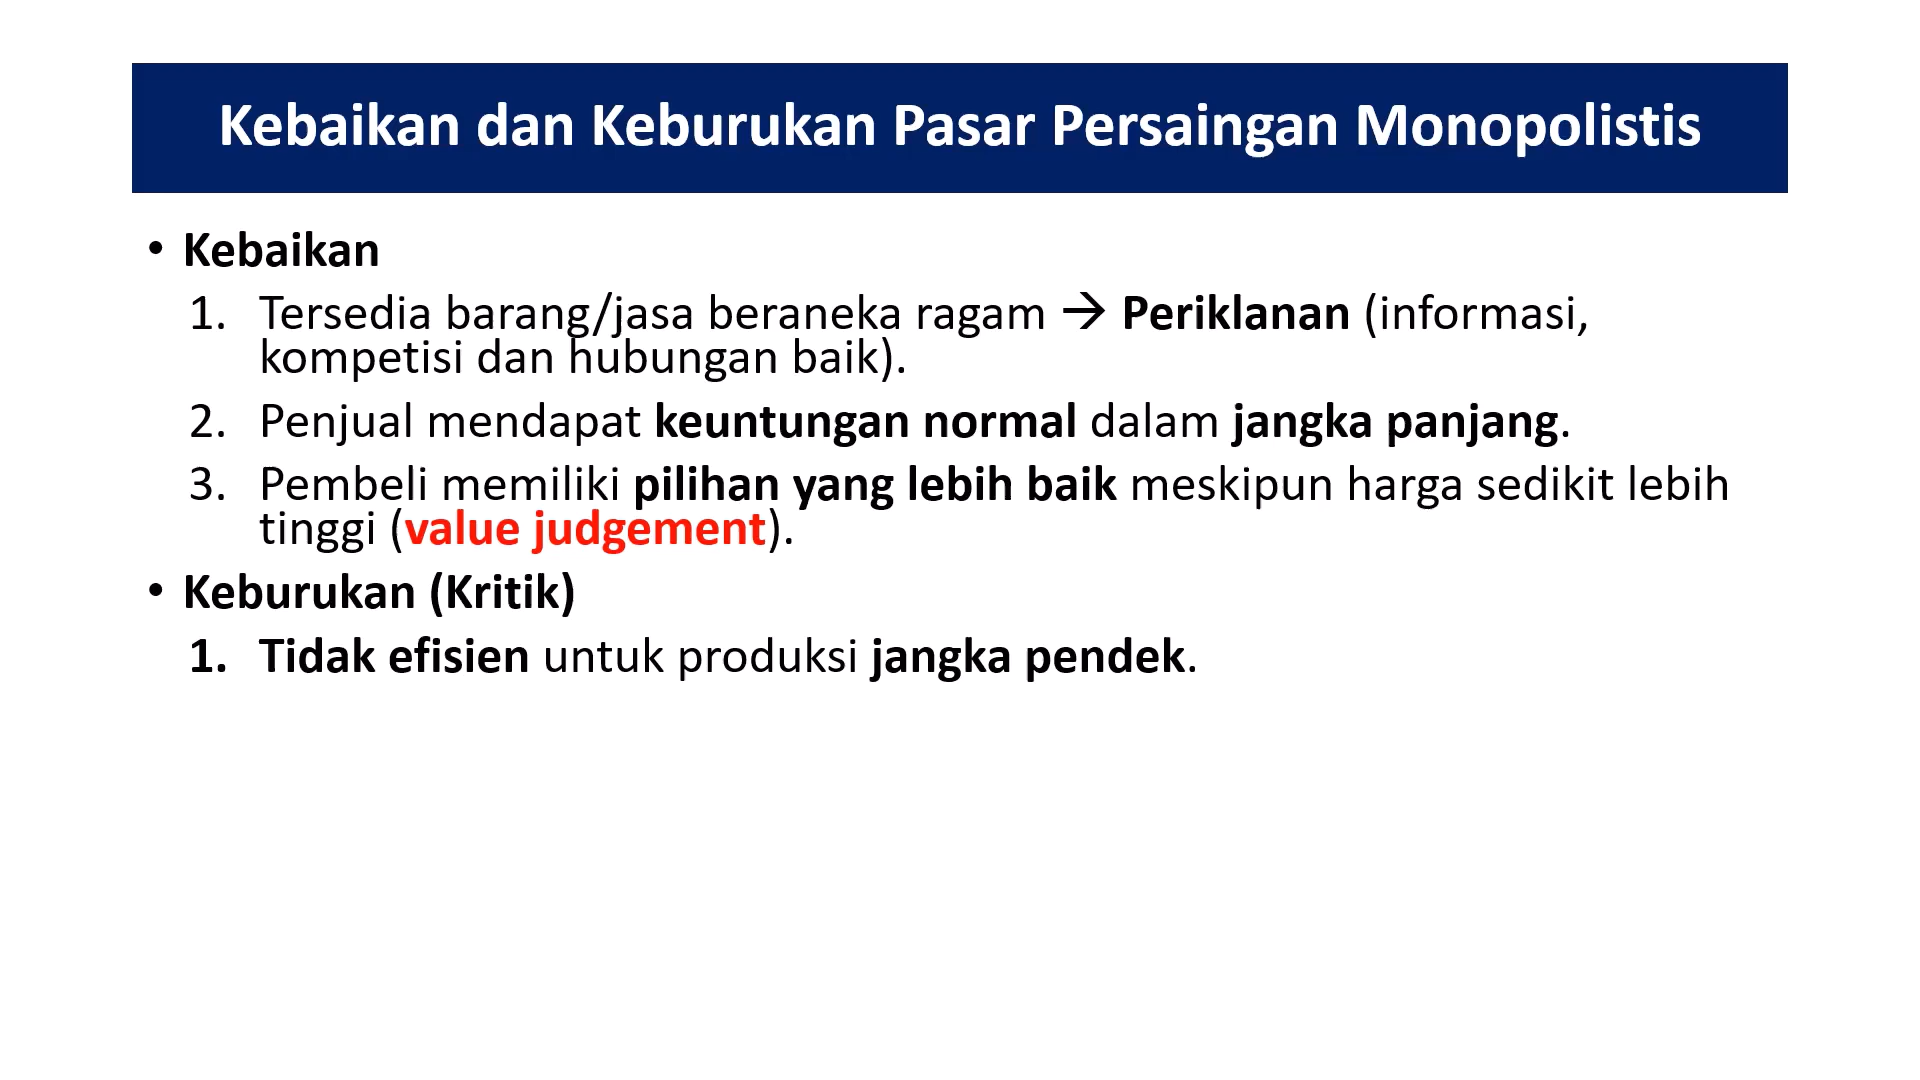 Kebaikan dan Keburukan Pasar Persaingan Monopolistis
• Kebaikan
1. Tersedia barang/jasa beraneka ragam → Periklanan (informasi,
kompetisi dan hubungan baik).
2. Penjual mendapat keuntungan normal dalam jangka panjang.
3. Pembeli memiliki pilihan yang lebih baik meskipun harga sedikit lebih
tinggi (value judgement).
• Keburukan (Kritik)
1. Tidak efisien untuk produksi jangka pendek.